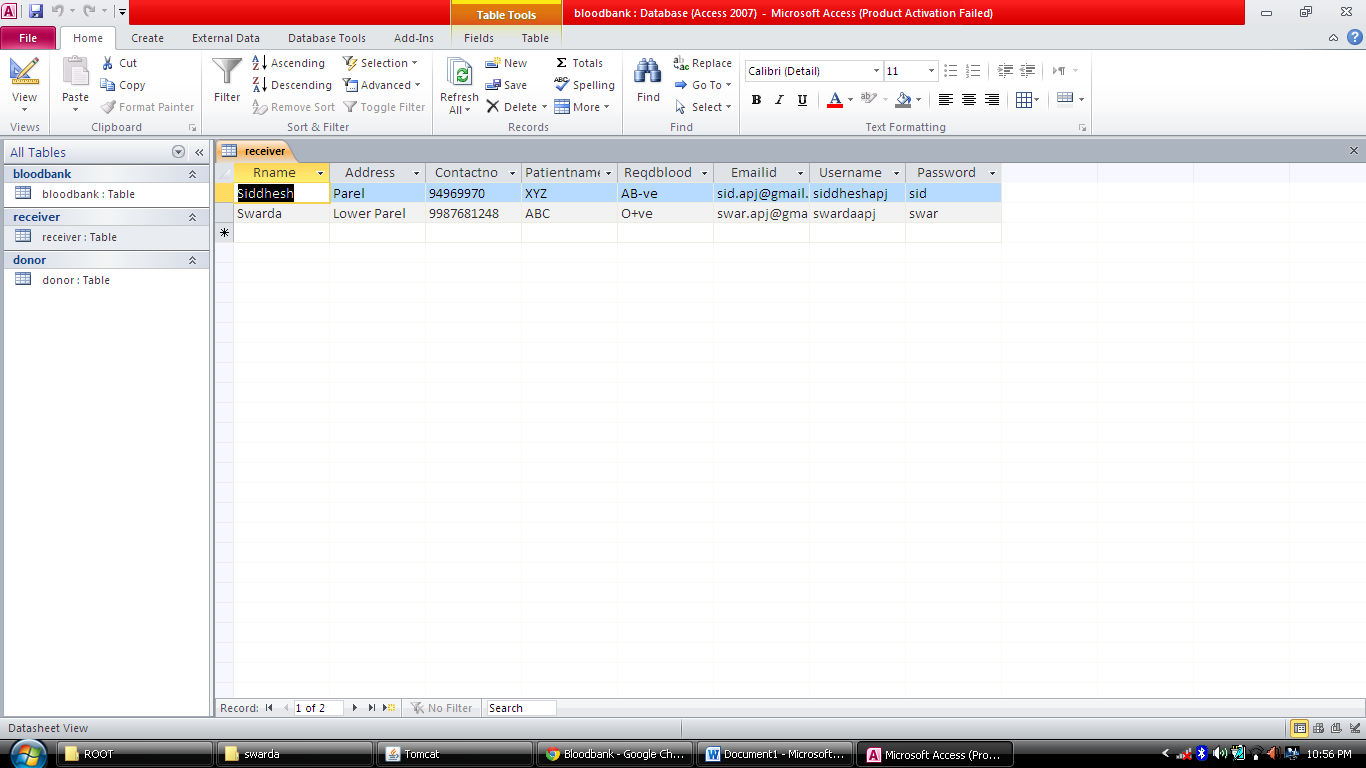 bloodbank : Database (Access 2007) - Microsoft Access (Product Activation Failed)
Table Tools
File Home Create External Data Database Tools Add-Ins Fields Table
View
Views
Paste
Cut
Copy
Format Painter
Clipboard
Filter
Ascending
Descending
Remove Sort
Selection
Advanced
Toggle Filter
Sort & Filter
Refresh
All
New
Save
Delete
Totals
Spelling
More
Records
Find
Replace
Go To
Select
Find
Calibri (Detail) 11
B I U
Text Formatting
All Tables
bloodbank
bloodbank : Table
receiver
receiver : Table
donor
donor : Table
receiver
Rname Address Contactno Patientname Reqdblood Emailid Username Password
Siddhesh Parel 94969970 XYZ AB-ve sid.apj@gmail. siddheshapj sid
Swarda Lower Parel 9987681248 ABC O+ve swar.apj@gma swardaapj swar
Record: 1 of 2 No Filter Search
Datasheet View
ROOT swarda Tomcat Bloodbank - Google Ch... Document1 - Microsoft... Microsoft Access (Pro... 10:56 PM